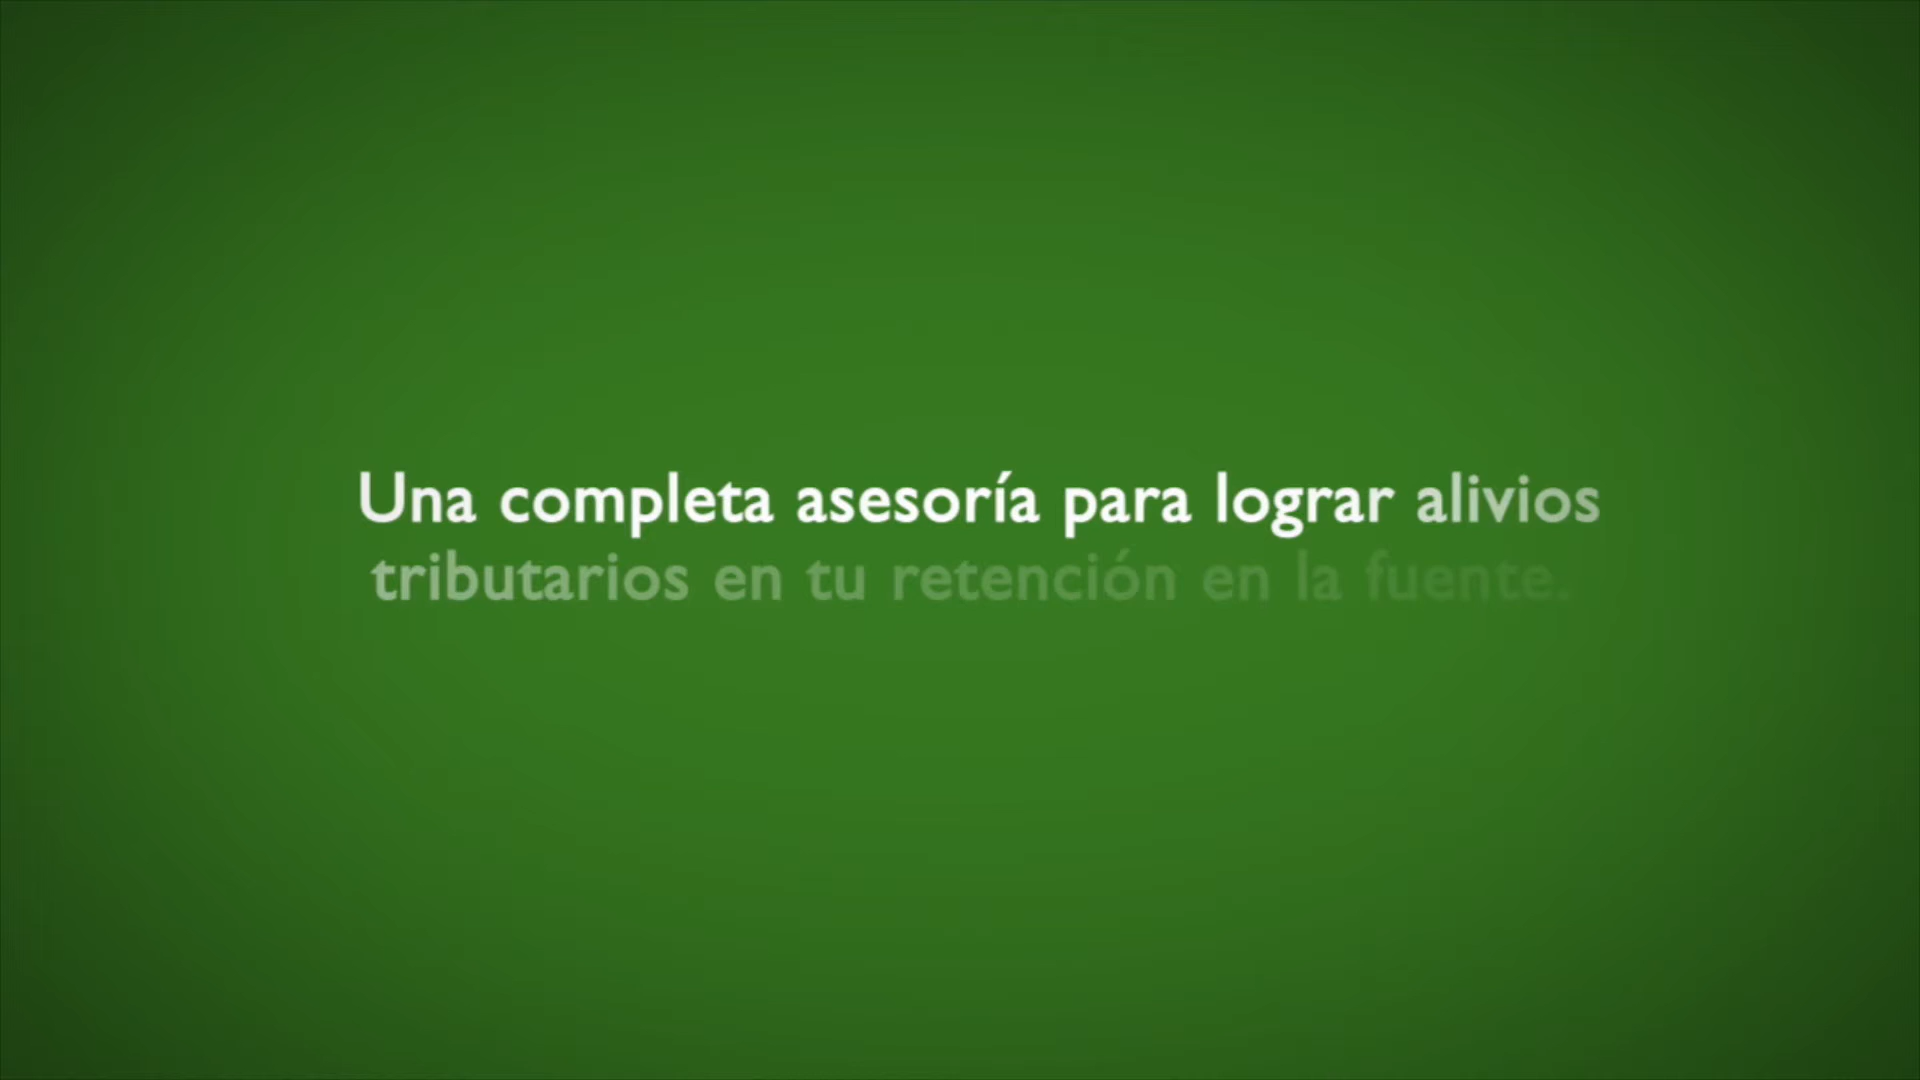 Una completa asesoría para lograr alivios
tributarios en tu retención en la fuente.